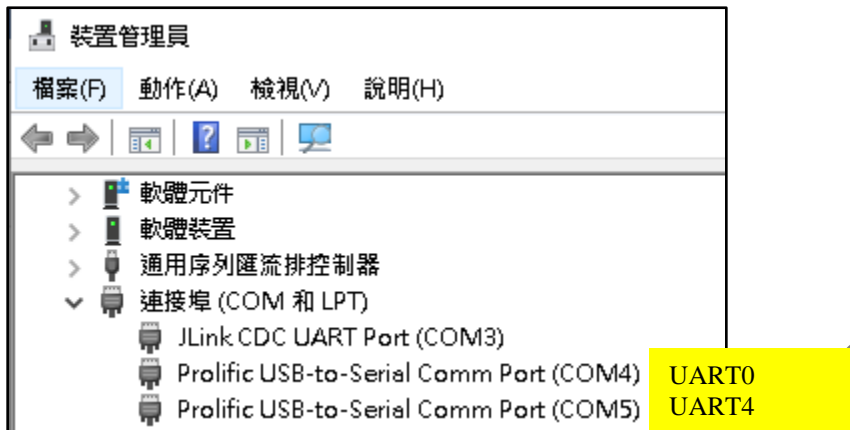 裝置管理員
檔案(F) 動作(A) 檢視(V) 說明(H)
軟體元件
軟體裝置
通用序列匯流排控制器
連接埠 (COM 和 LPT)
JLink CDC UART Port (COM3)
Prolific USB-to-Serial Comm Port (COM4) UART0
Prolific USB-to-Serial Comm Port (COM5) UART4